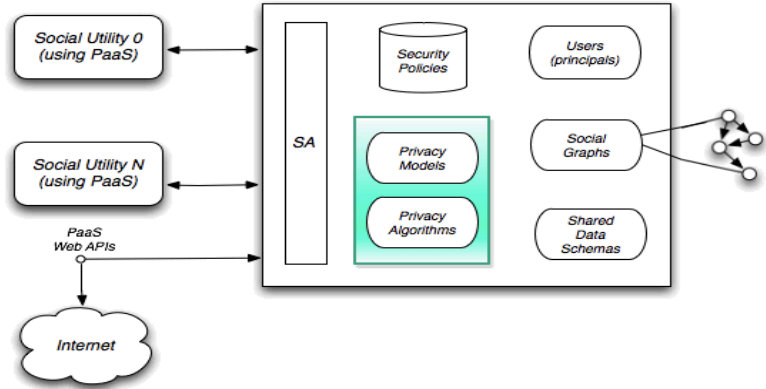 Social Utility 0
(using PaaS)
Social Utility N
(using PaaS)
PaaS
Web APIs
Internet
SA
Security
Policies
Privacy
Models
Privacy
Algorithms
Users
(principals)
Social
Graphs
Shared
Data
Schemas